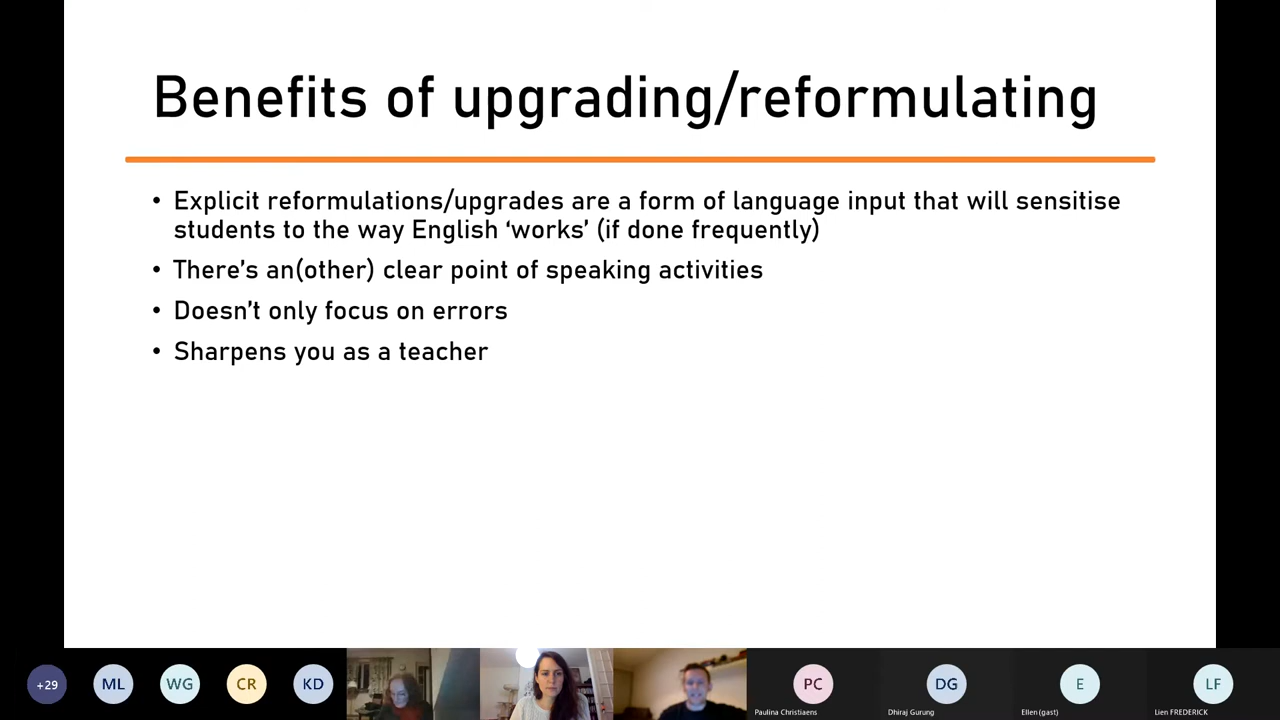 Benefits of upgrading/reformulating
• Explicit reformulations/upgrades are a form of language input that will sensitise
students to the way English ‘works’ (if done frequently)
• There’s an(other) clear point of speaking activities
• Doesn’t only focus on errors
• Sharpens you as a teacher
+29 ML WG CR KD PC DG E LF
Paulina Christiaens Dhiraj Gurung Ellen (gast) Lien FREDERICK